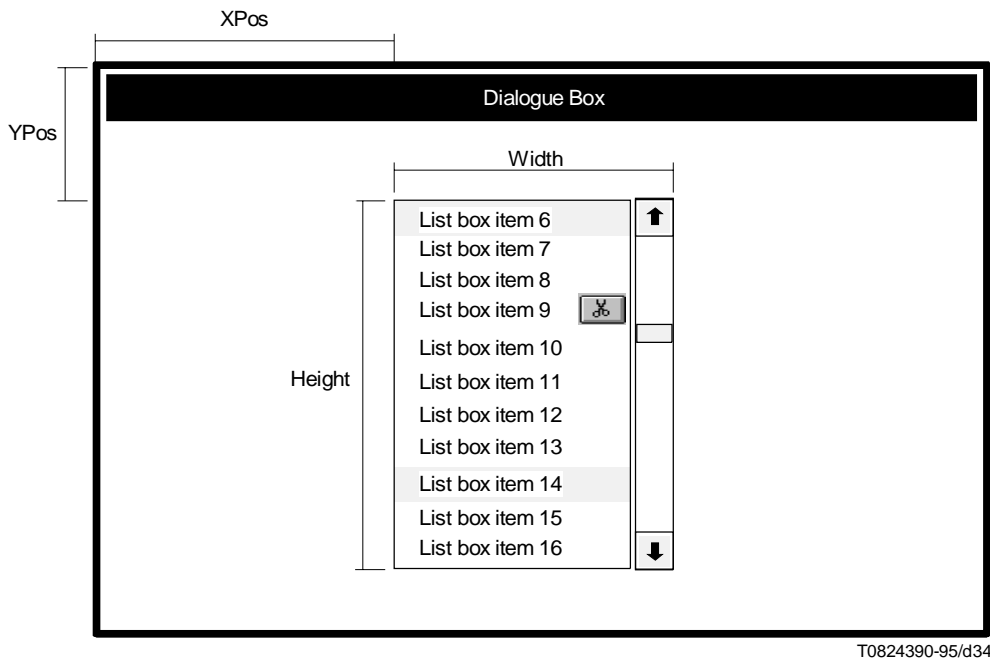 XPos
Dialogue Box
YPos
Width
List box item 6
List box item 7
List box item 8
List box item 9
List box item 10
Height
List box item 11
List box item 12
List box item 13
List box item 14
List box item 15
List box item 16
T0824390-95/d34